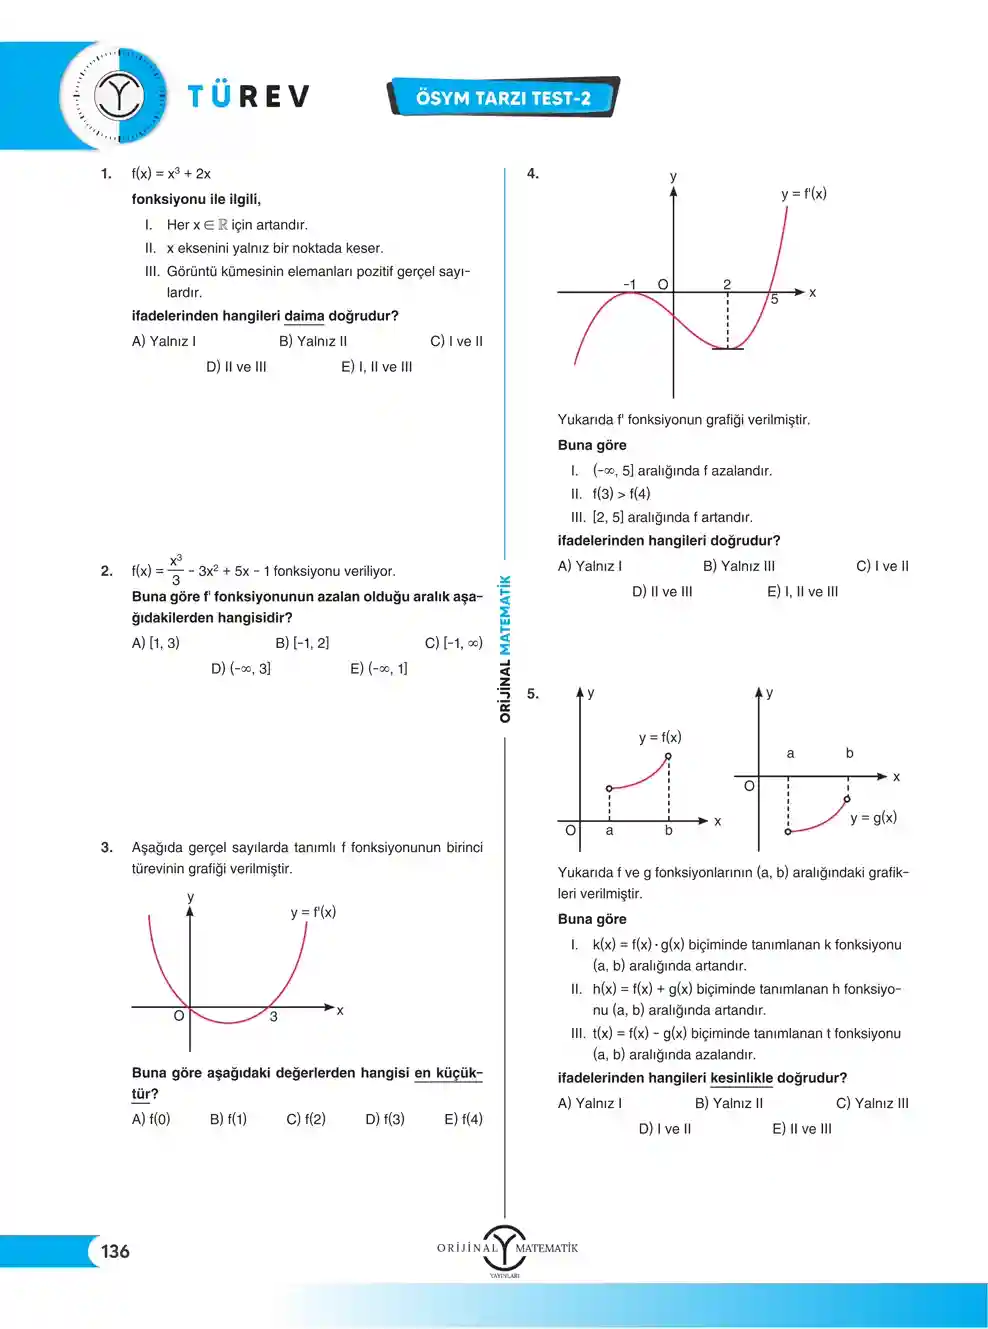 TÜREV
ÖSYM TARZI TEST-2
1. f(x) = x³ + 2x
fonksiyonu ile ilgili,
I. Her x ∈ ℝ için artandır.
II. x eksenini yalnız bir noktada keser.
III. Görüntü kümesinin elemanları pozitif gerçel sayı-
lardır.
ifadelerinden hangileri daima doğrudur?
A) Yalnız I B) Yalnız II C) I ve II
D) II ve III E) I, II ve III
2. f(x) = x³/3 - 3x² + 5x - 1 fonksiyonu veriliyor.
Buna göre f' fonksiyonunun azalan olduğu aralık aşa-
ğıdakilerden hangisidir?
A) [1, 3) B) [-1, 2] C) [-1, ∞)
D) (-∞, 3] E) (-∞, 1]
3. Aşağıda gerçel sayılarda tanımlı f fonksiyonunun birinci
türevinin grafiği verilmiştir.
y
y = f'(x)
O 3 x
Buna göre aşağıdaki değerlerden hangisi en küçük-
tür?
A) f(0) B) f(1) C) f(2) D) f(3) E) f(4)
ORİJİNAL MATEMATİK
4.
y
y = f'(x)
-1 O 2 5 x
Yukarıda f' fonksiyonun grafiği verilmiştir.
Buna göre
I. (-∞, 5] aralığında f azalandır.
II. f(3) > f(4)
III. [2, 5] aralığında f artandır.
ifadelerinden hangileri doğrudur?
A) Yalnız I B) Yalnız III C) I ve II
D) II ve III E) I, II ve III
5.
y
y = f(x)
O a b x
y
a b
O x
y = g(x)
Yukarıda f ve g fonksiyonlarının (a, b) aralığındaki grafik-
leri verilmiştir.
Buna göre
I. k(x) = f(x) · g(x) biçiminde tanımlanan k fonksiyonu
(a, b) aralığında artandır.
II. h(x) = f(x) + g(x) biçiminde tanımlanan h fonksiyo-
nu (a, b) aralığında artandır.
III. t(x) = f(x) - g(x) biçiminde tanımlanan t fonksiyonu
(a, b) aralığında azalandır.
ifadelerinden hangileri kesinlikle doğrudur?
A) Yalnız I B) Yalnız II C) Yalnız III
D) I ve II E) II ve III
136
ORİJİNAL MATEMATİK
YAYINLARI